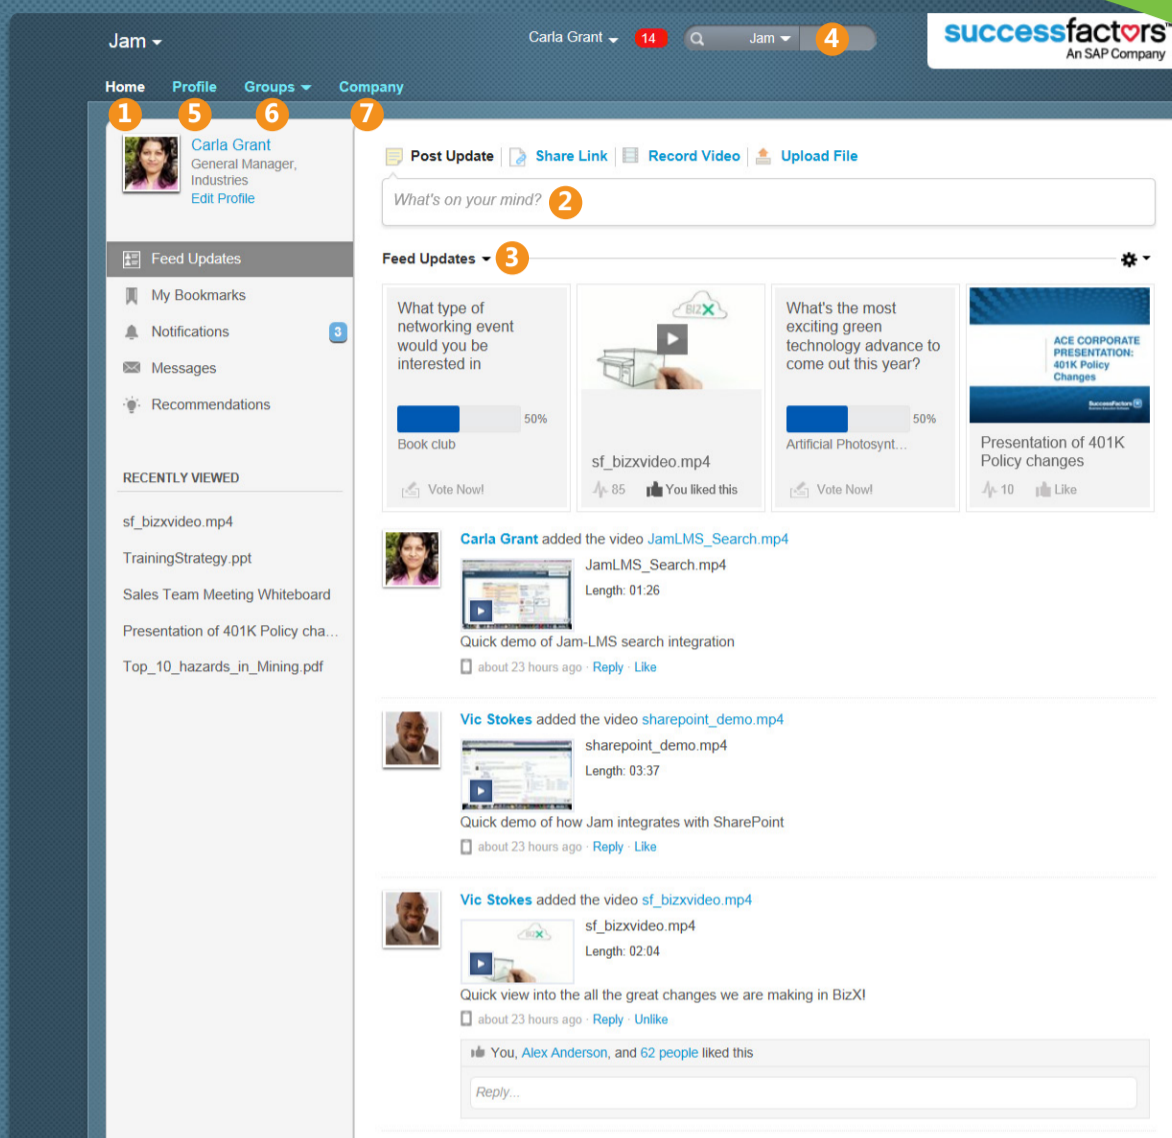 Jam
Carla Grant
14
Jam
4
successfactors™
An SAP Company
Home
Profile
Groups
Company
1
5
6
7
Carla Grant
General Manager,
Industries
Edit Profile
Post Update
Share Link
Record Video
Upload File
What's on your mind?
2
Feed Updates
My Bookmarks
Notifications
3
Messages
Recommendations
RECENTLY VIEWED
sf_bizxvideo.mp4
TrainingStrategy.ppt
Sales Team Meeting Whiteboard
Presentation of 401K Policy cha...
Top_10_hazards_in_Mining.pdf
Feed Updates
3
What type of
networking event
would you be
interested in
50%
Book club
Vote Now!
BIZX
sf_bizxvideo.mp4
85
You liked this
What's the most
exciting green
technology advance to
come out this year?
50%
Artificial Photosynt...
Vote Now!
ACE CORPORATE
PRESENTATION:
401K Policy
Changes
SuccessFactors
Presentation of 401K
Policy changes
10
Like
Carla Grant added the video JamLMS_Search.mp4
JamLMS_Search.mp4
Length: 01:26
Quick demo of Jam-LMS search integration
about 23 hours ago · Reply · Like
Vic Stokes added the video sharepoint_demo.mp4
sharepoint_demo.mp4
Length: 03:37
Quick demo of how Jam integrates with SharePoint
about 23 hours ago · Reply · Like
Vic Stokes added the video sf_bizxvideo.mp4
BIZX
sf_bizxvideo.mp4
Length: 02:04
Quick view into the all the great changes we are making in BizX!
about 23 hours ago · Reply · Unlike
You, Alex Anderson, and 62 people liked this
Reply...